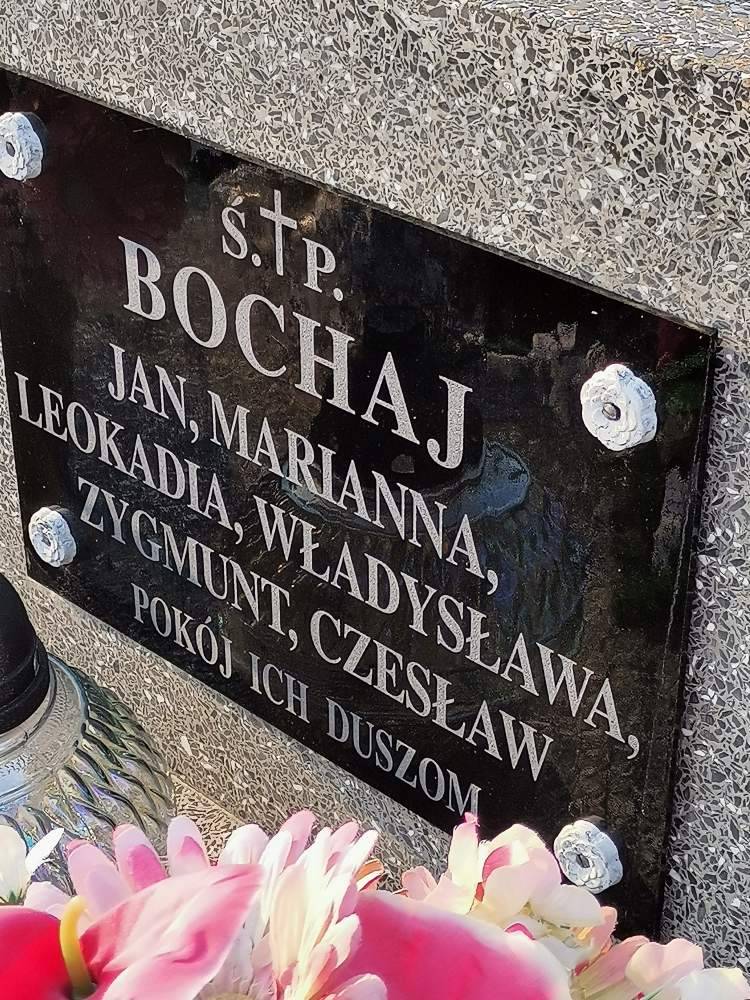 Ś.†P.
BOCHAJ
JAN, MARIANNA,
LEOKADIA, WŁADYSŁAWA,
ZYGMUNT, CZESŁAW
POKÓJ ICH DUSZOM